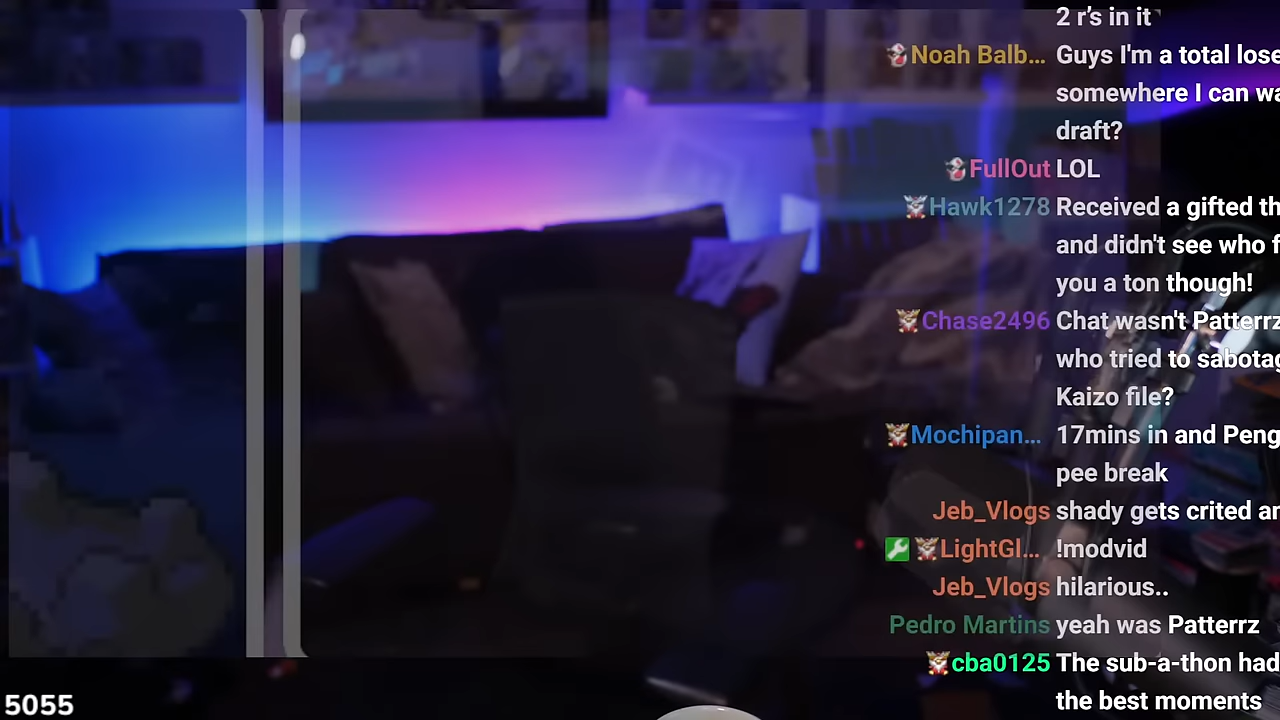 2 r's in it
Noah Balb... Guys I'm a total lose
somewhere I can wa
draft?
FullOut LOL
Hawk1278 Received a gifted th
and didn't see who f
you a ton though!
Chase2496 Chat wasn't Patterrz
who tried to sabotag
Kaizo file?
Mochipan... 17mins in and Peng
pee break
Jeb_Vlogs shady gets crited an
LightGl... !modvid
Jeb_Vlogs hilarious..
Pedro Martins yeah was Patterrz
cba0125 The sub-a-thon had
the best moments
5055